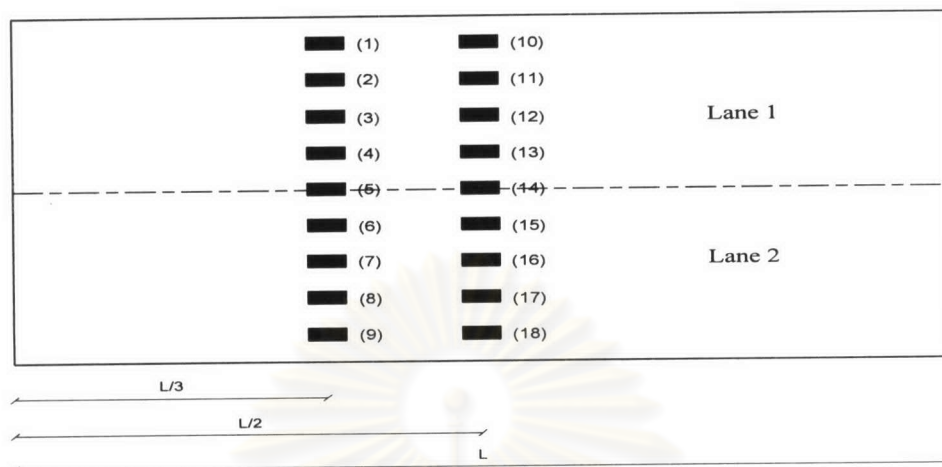 (1) (10)
(2) (11)
(3) (12)
Lane 1
(4) (13)
(5) (14)
(6) (15)
(7) (16)
Lane 2
(8) (17)
(9) (18)
L/3
L/2
L